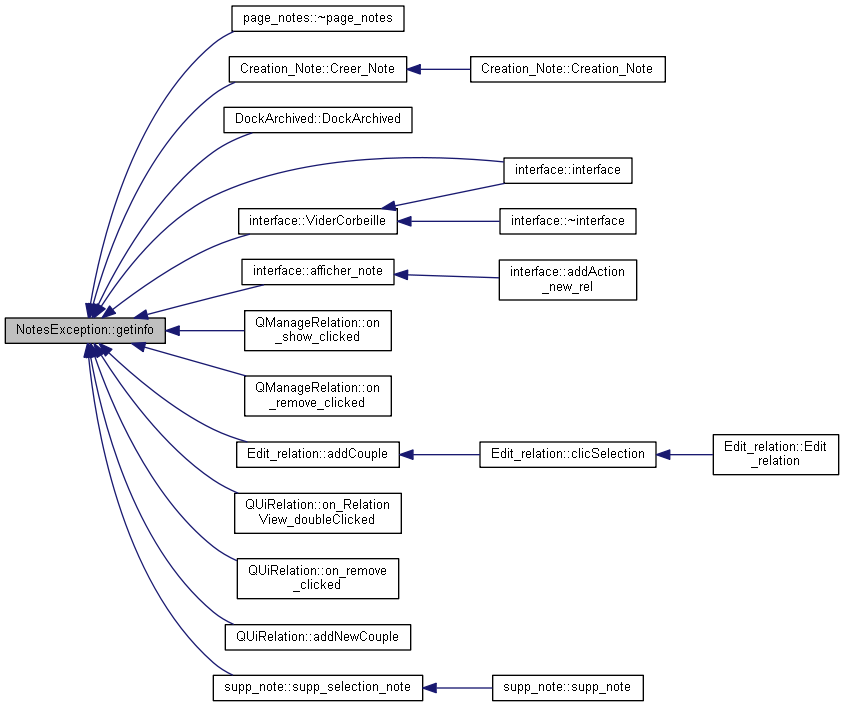 page_notes::~page_notes
Creation_Note::Creer_Note
Creation_Note::Creation_Note
DockArchived::DockArchived
interface::interface
interface::ViderCorbeille
interface::~interface
interface::afficher_note
interface::addAction
_new_rel
NotesException::getinfo
QManageRelation::on
_show_clicked
QManageRelation::on
_remove_clicked
Edit_relation::addCouple
Edit_relation::clicSelection
Edit_relation::Edit
_relation
QUiRelation::on_Relation
View_doubleClicked
QUiRelation::on_remove
_clicked
QUiRelation::addNewCouple
supp_note::supp_selection_note
supp_note::supp_note